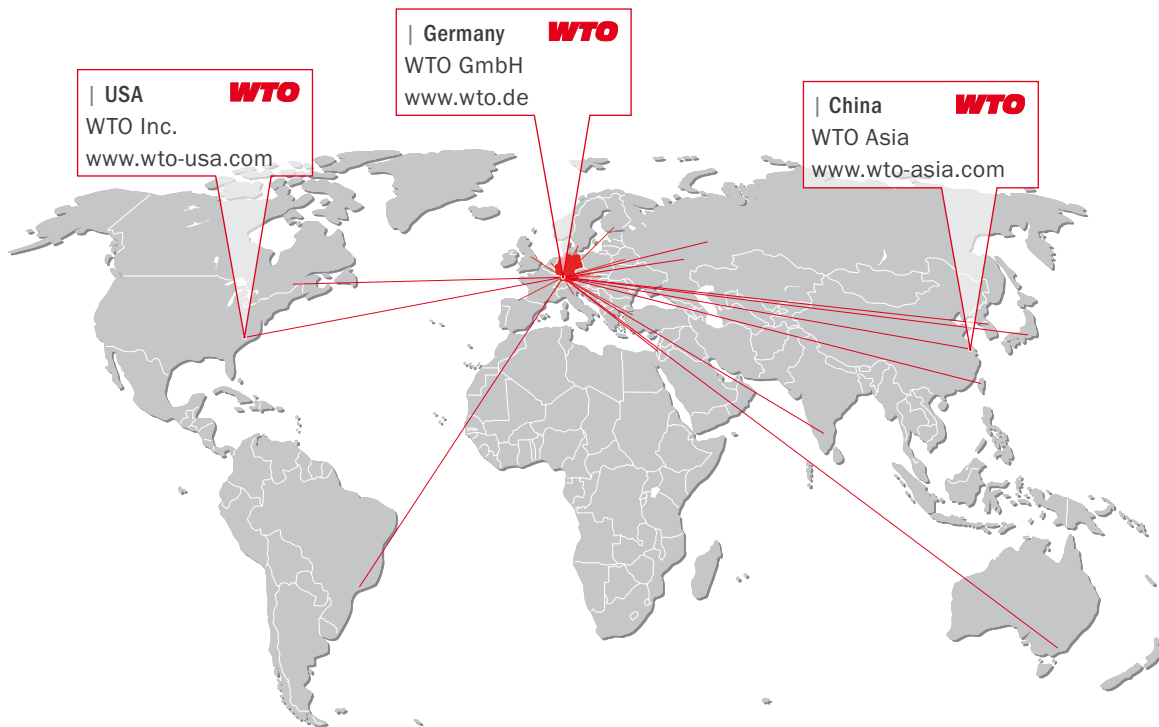 | USA WTO
WTO Inc.
www.wto-usa.com
| Germany WTO
WTO GmbH
www.wto.de
| China WTO
WTO Asia
www.wto-asia.com